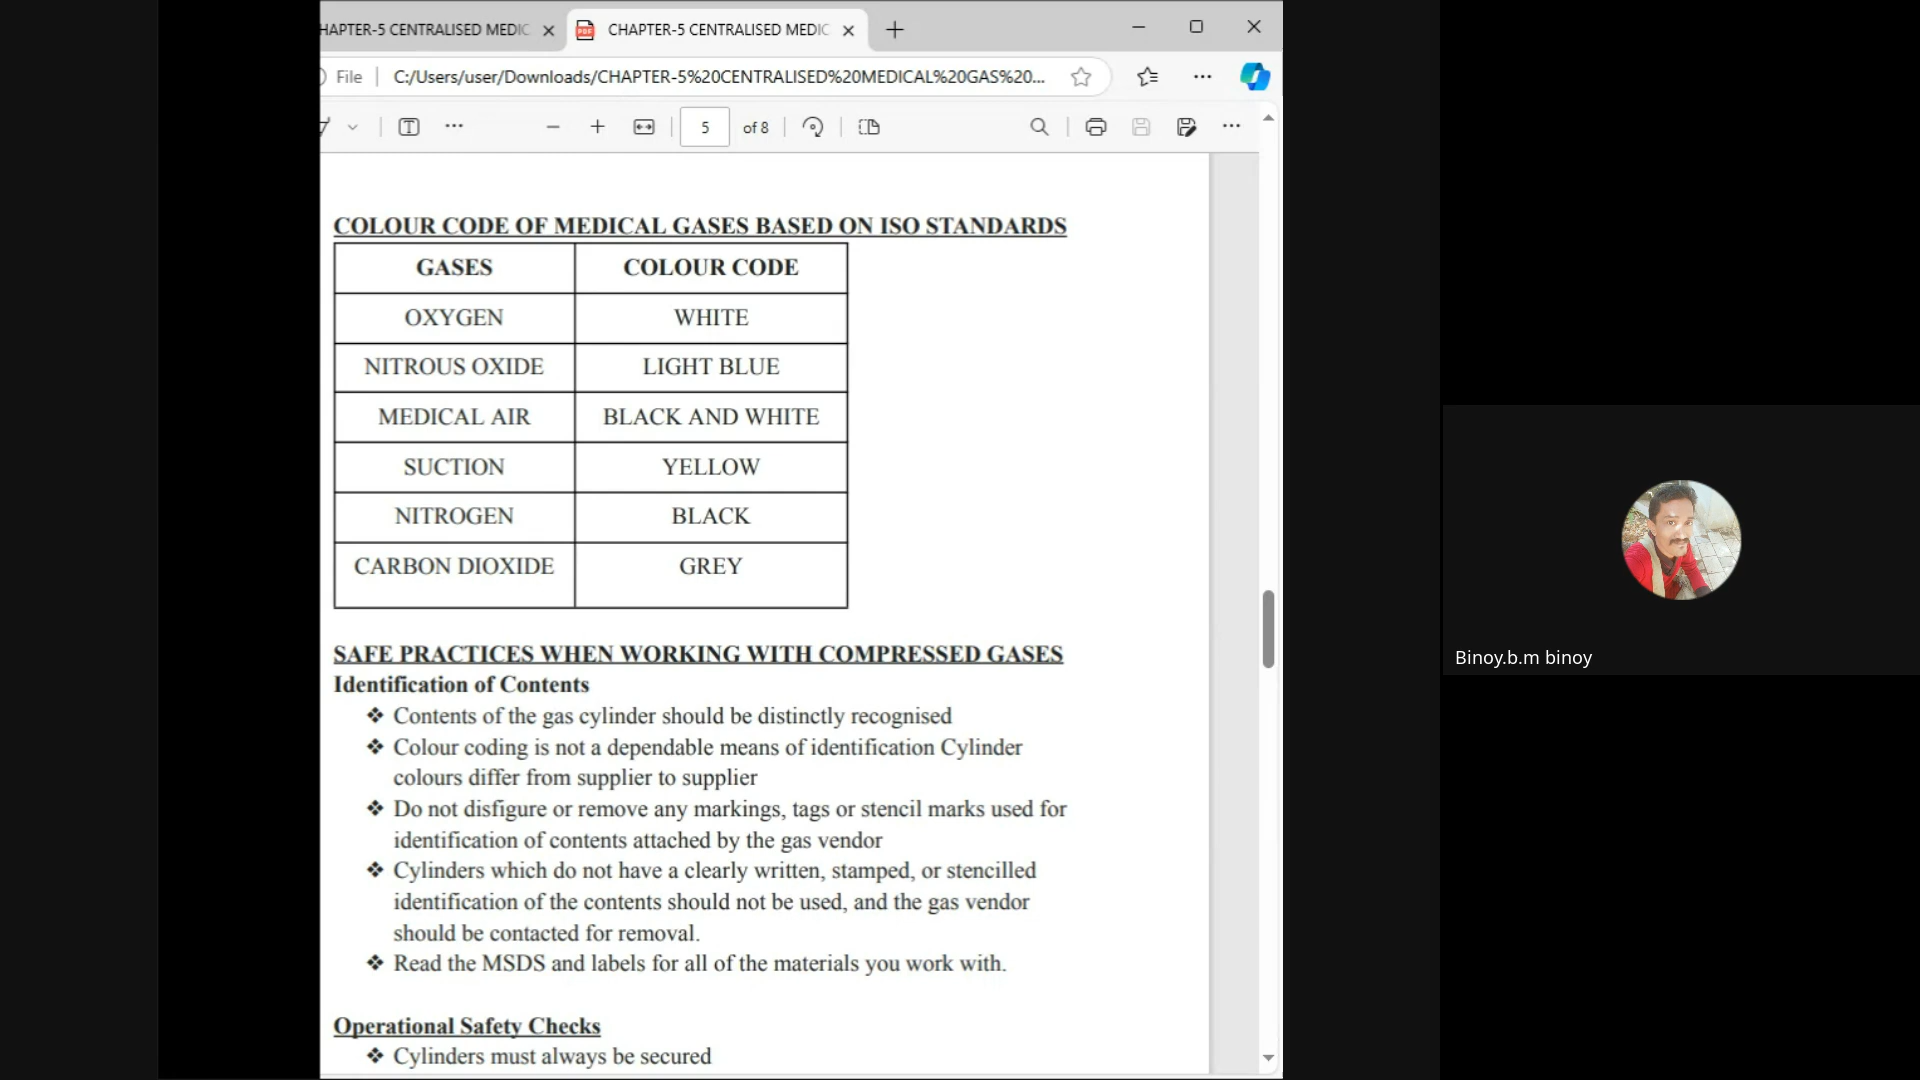 HAPTER-5 CENTRALISED MEDIC
CHAPTER-5 CENTRALISED MEDIC
File
C:/Users/user/Downloads/CHAPTER-5%20CENTRALISED%20MEDICAL%20GAS%20...
5 of 8
COLOUR CODE OF MEDICAL GASES BASED ON ISO STANDARDS
GASES COLOUR CODE
OXYGEN WHITE
NITROUS OXIDE LIGHT BLUE
MEDICAL AIR BLACK AND WHITE
SUCTION YELLOW
NITROGEN BLACK
CARBON DIOXIDE GREY
SAFE PRACTICES WHEN WORKING WITH COMPRESSED GASES
Identification of Contents
❖ Contents of the gas cylinder should be distinctly recognised
❖ Colour coding is not a dependable means of identification Cylinder
colours differ from supplier to supplier
❖ Do not disfigure or remove any markings, tags or stencil marks used for
identification of contents attached by the gas vendor
❖ Cylinders which do not have a clearly written, stamped, or stencilled
identification of the contents should not be used, and the gas vendor
should be contacted for removal.
❖ Read the MSDS and labels for all of the materials you work with.
Operational Safety Checks
❖ Cylinders must always be secured
Binoy.b.m binoy